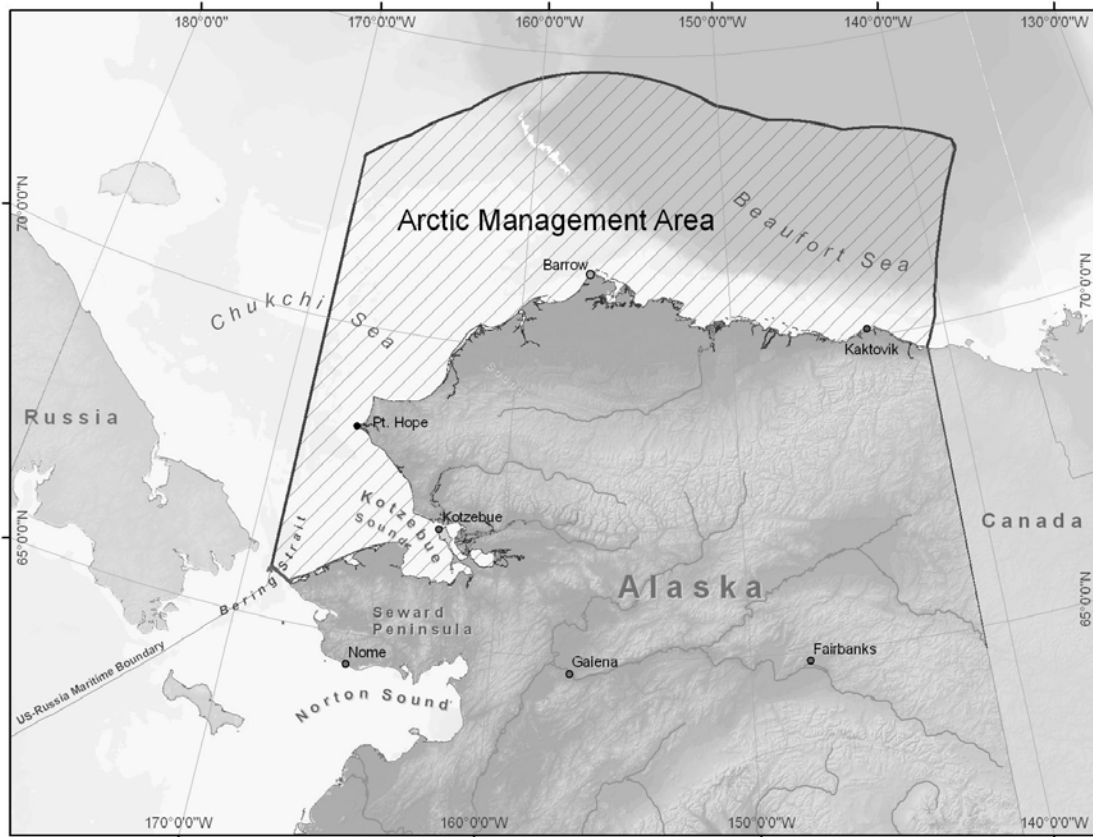 180°0'0"
170°0'0"W
160°0'0"W
150°0'0"W
140°0'0"W
130°0'0"W
70°0'0"N
Arctic Management Area
Beaufort Sea
Barrow
70°0'0"N
Chukchi Sea
Kaktovik
Russia
Pt. Hope
Kotzebue Sound
Kotzebue
Canada
65°0'0"N
Bering Strait
Alaska
65°0'0"N
Seward
Peninsula
Nome
Galena
Fairbanks
US-Russia Maritime Boundary
Norton Sound
170°0'0"W
160°0'0"W
150°0'0"W
140°0'0"W